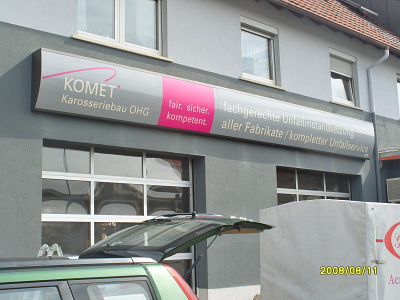 KOMET
Karosseriebau OHG
fair. sicher.
kompetent.
fachgerechte Unfallinstandsetzung
aller Fabrikate / kompletter Unfallservice
2008/08/11